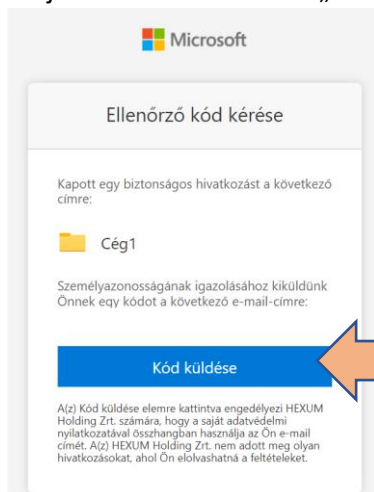 Microsoft
Ellenőrző kód kérése
Kapott egy biztonságos hivatkozást a következő
címre:
Cég1
Személyazonosságának igazolásához kiküldünk
Önnek egy kódot a következő e-mail-címre:
Kód küldése
A(z) Kód küldése elemre kattintva engedélyezi HEXUM
Holding Zrt. számára, hogy a saját adatvédelmi
nyilatkozatával összhangban használja az Ön e-mail
címét. A(z) HEXUM Holding Zrt. nem adott meg olyan
hivatkozásokat, ahol Ön elolvashatná a feltételeket.